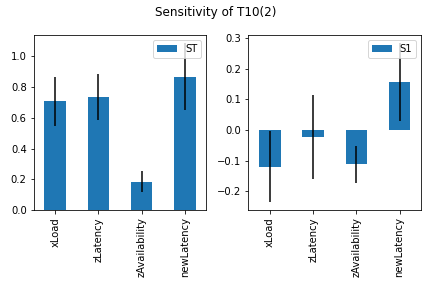 Sensitivity of T10(2)
ST
1.0
0.8
0.6
0.4
0.2
0.0
xLoad
zLatency
zAvailability
newLatency
S1
0.3
0.2
0.1
0.0
−0.1
−0.2
xLoad
zLatency
zAvailability
newLatency